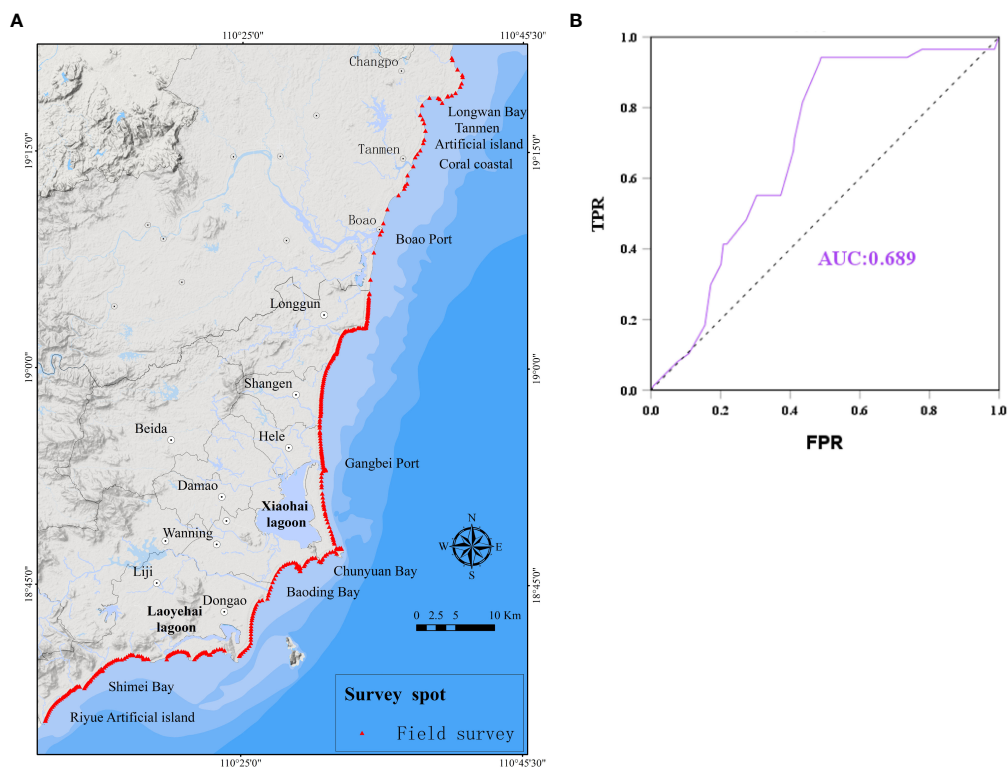 A
110°25'0"
110°45'30"
Changpo
Longwan Bay
Tanmen
Artificial island
Coral coastal
19°15'0"
19°15'0"
Tanmen
Boao
Boao Port
Longgun
19°0'0"
19°0'0"
Shangen
Beida
Hele
Gangbei Port
Damao
Xiaohai
lagoon
Wanning
N
W
E
S
Chunyuan Bay
Liji
Baoding Bay
18°45'0"
18°45'0"
Laoyehai
lagoon
Dongao
0 2.5 5 10 Km
Shimei Bay
Riyue Artificial island
Survey spot
Field survey
110°25'0"
110°45'30"
B
1.0
0.8
0.6
0.4
0.2
0.0
TPR
AUC:0.689
0.0 0.2 0.4 0.6 0.8 1.0
FPR